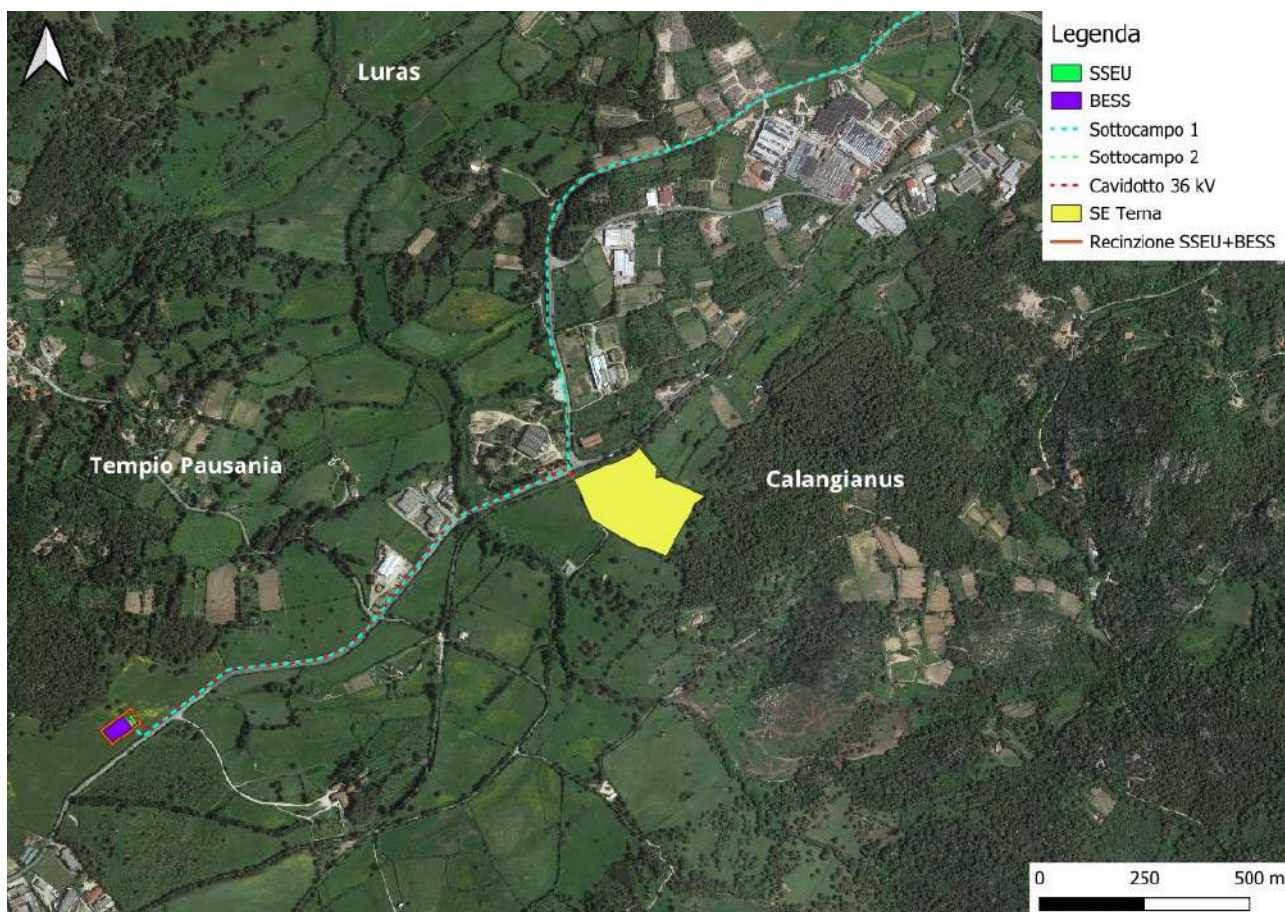 Luras
Legenda
SSEU
BESS
Sottocampo 1
Sottocampo 2
Cavidotto 36 kV
SE Terna
Recinzione SSEU+BESS
Tempio Pausania
Calangianus
0 250 500 m